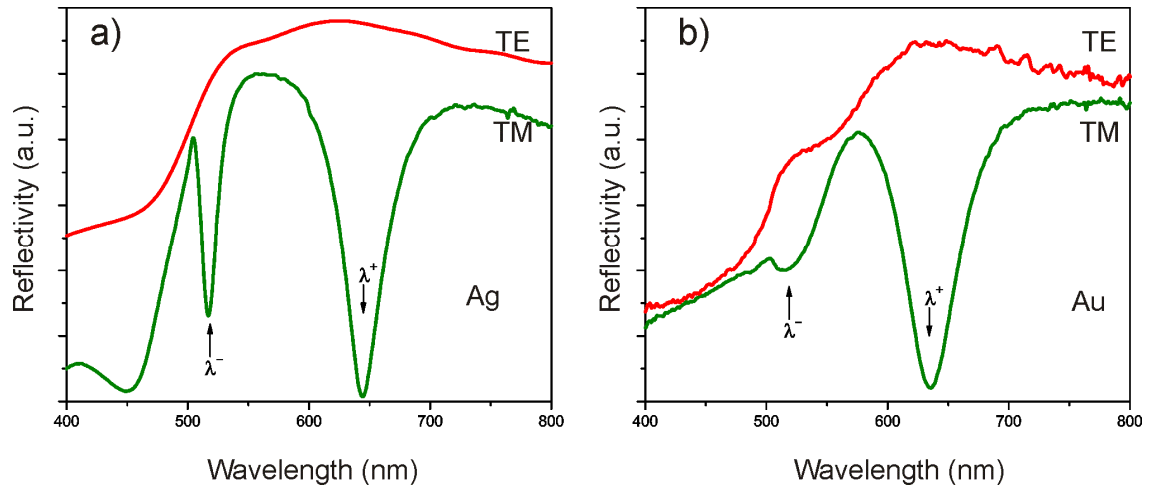 a)
TE
TM
λ⁺
λ⁻
Ag
Reflectivity (a.u.)
400 500 600 700 800
Wavelength (nm)
b)
TE
TM
λ⁺
λ⁻
Au
Reflectivity (a.u.)
400 500 600 700 800
Wavelength (nm)